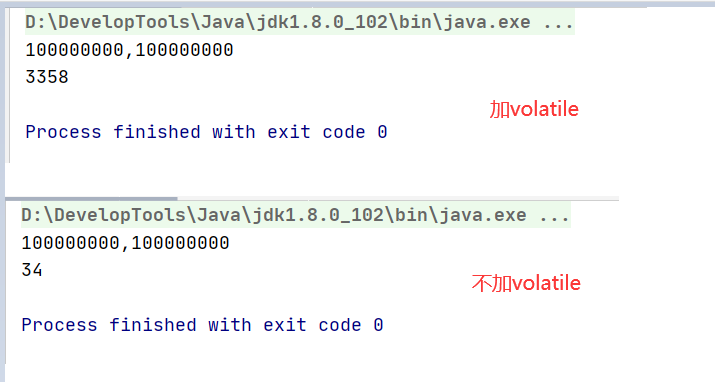 D:\DevelopTools\Java\jdk1.8.0_102\bin\java.exe ...
100000000,100000000
3358
加volatile
Process finished with exit code 0
D:\DevelopTools\Java\jdk1.8.0_102\bin\java.exe ...
100000000,100000000
34
不加volatile
Process finished with exit code 0